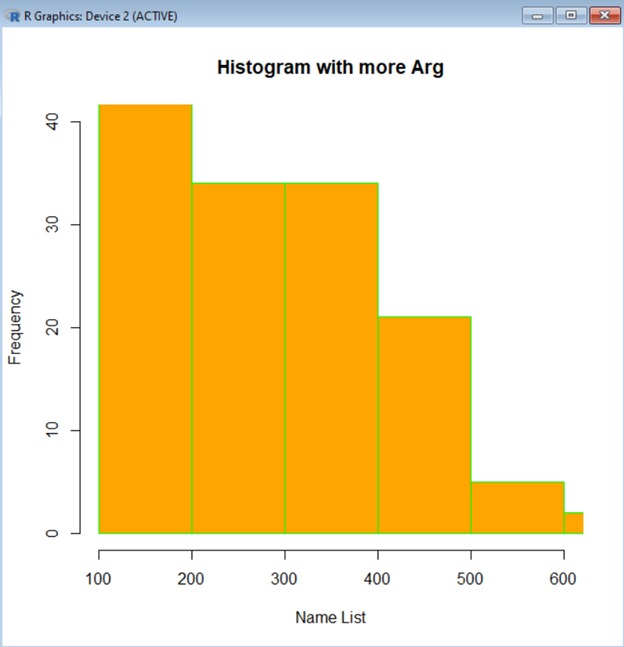 R Graphics: Device 2 (ACTIVE)
Histogram with more Arg
40
30
20
10
0
Frequency
100 200 300 400 500 600
Name List